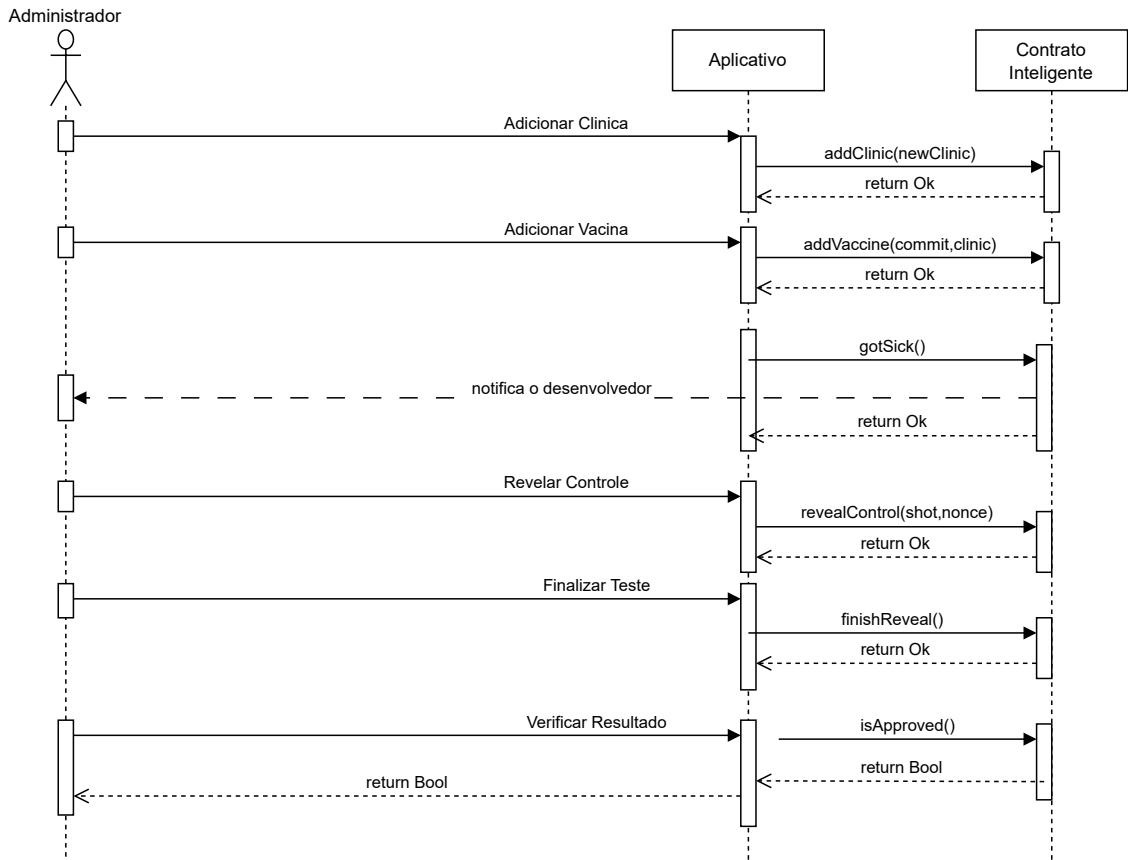 Administrador
Aplicativo
Contrato
Inteligente
Adicionar Clinica
addClinic(newClinic)
return Ok
Adicionar Vacina
addVaccine(commit,clinic)
return Ok
gotSick()
notifica o desenvolvedor
return Ok
Revelar Controle
revealControl(shot,nonce)
return Ok
Finalizar Teste
finishReveal()
return Ok
Verificar Resultado
isApproved()
return Bool
return Bool